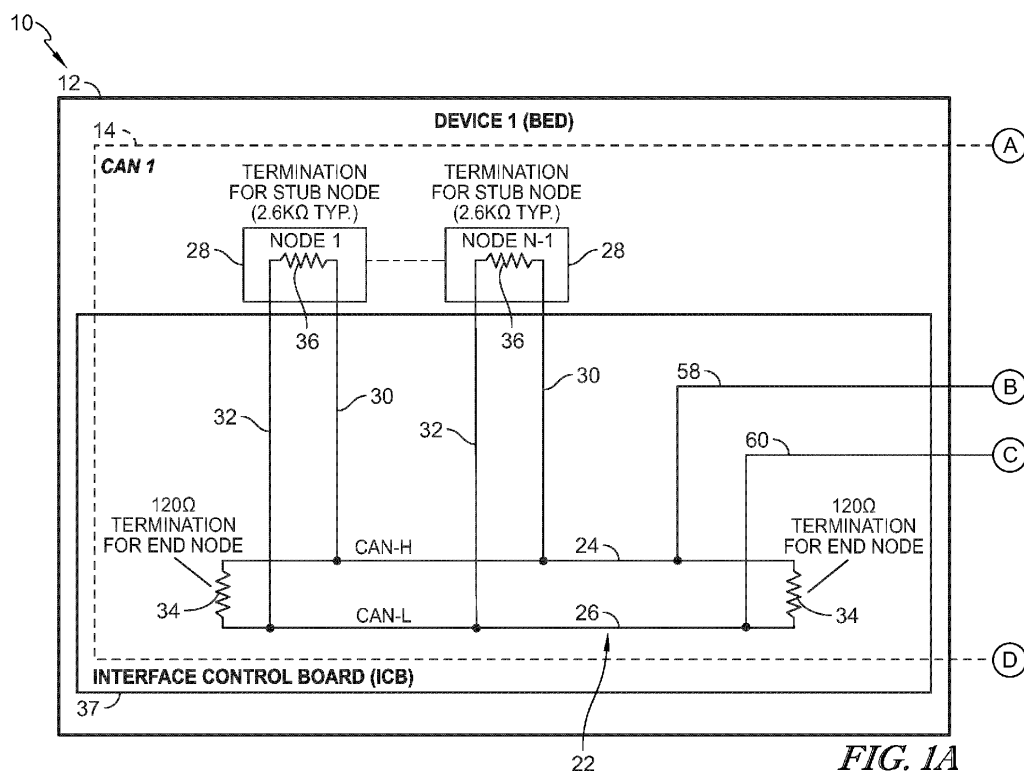 10
12
DEVICE 1 (BED)
14
A
CAN 1
TERMINATION
FOR STUB NODE
(2.6KΩ TYP.)
TERMINATION
FOR STUB NODE
(2.6KΩ TYP.)
28
NODE 1
NODE N-1
28
36
36
30
58
B
32
30
32
60
C
120Ω
TERMINATION
FOR END NODE
120Ω
TERMINATION
FOR END NODE
CAN-H
24
34
CAN-L
26
34
D
INTERFACE CONTROL BOARD (ICB)
37
22
FIG. 1A